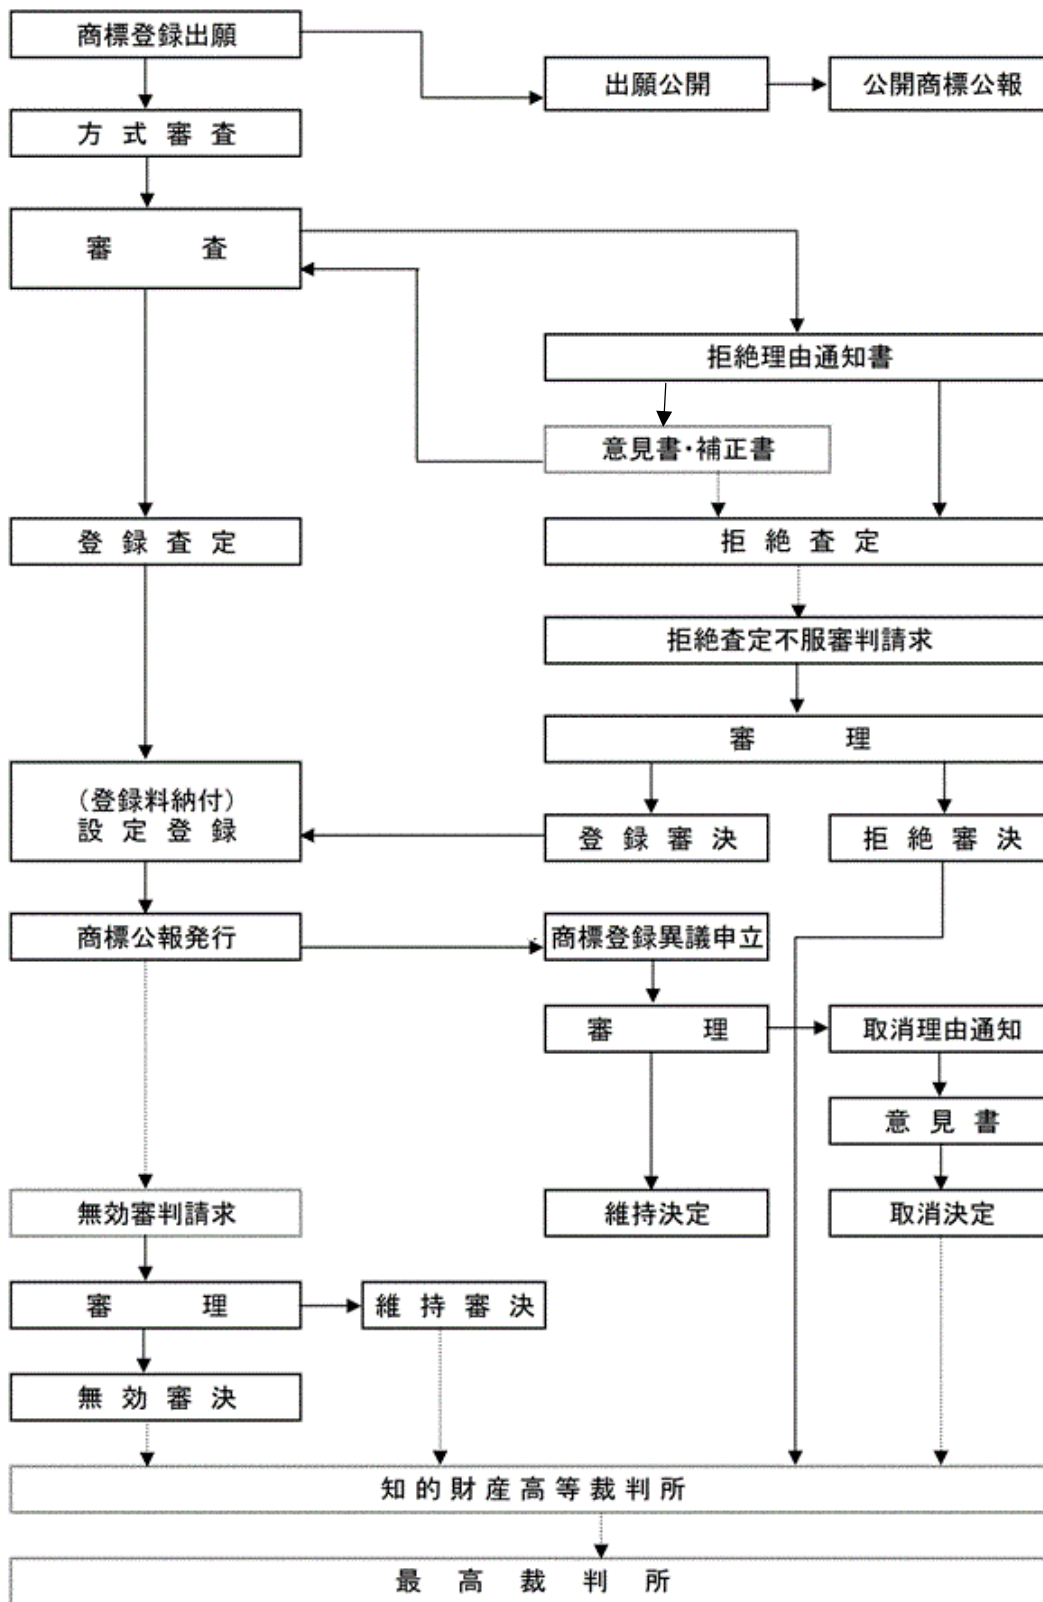 商標登録出願
出願公開
公開商標公報
方式審査
審査
拒絶理由通知書
意見書・補正書
登録査定
拒絶査定
拒絶査定不服審判請求
審理
(登録料納付)
設定登録
登録審決
拒絶審決
商標公報発行
商標登録異議申立
審理
取消理由通知
意見書
無効審判請求
維持決定
取消決定
審理
維持審決
無効審決
知的財産高等裁判所
最高裁判所